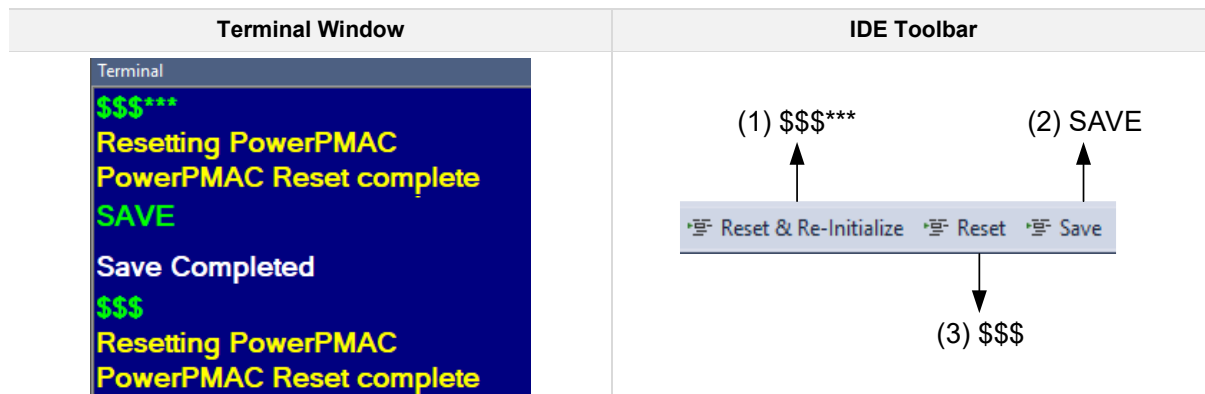 Terminal Window
IDE Toolbar
Terminal
$$$***
Resetting PowerPMAC
PowerPMAC Reset complete
SAVE
Save Completed
$$$
Resetting PowerPMAC
PowerPMAC Reset complete
(1) $$$***
(2) SAVE
Reset & Re-Initialize Reset Save
(3) $$$